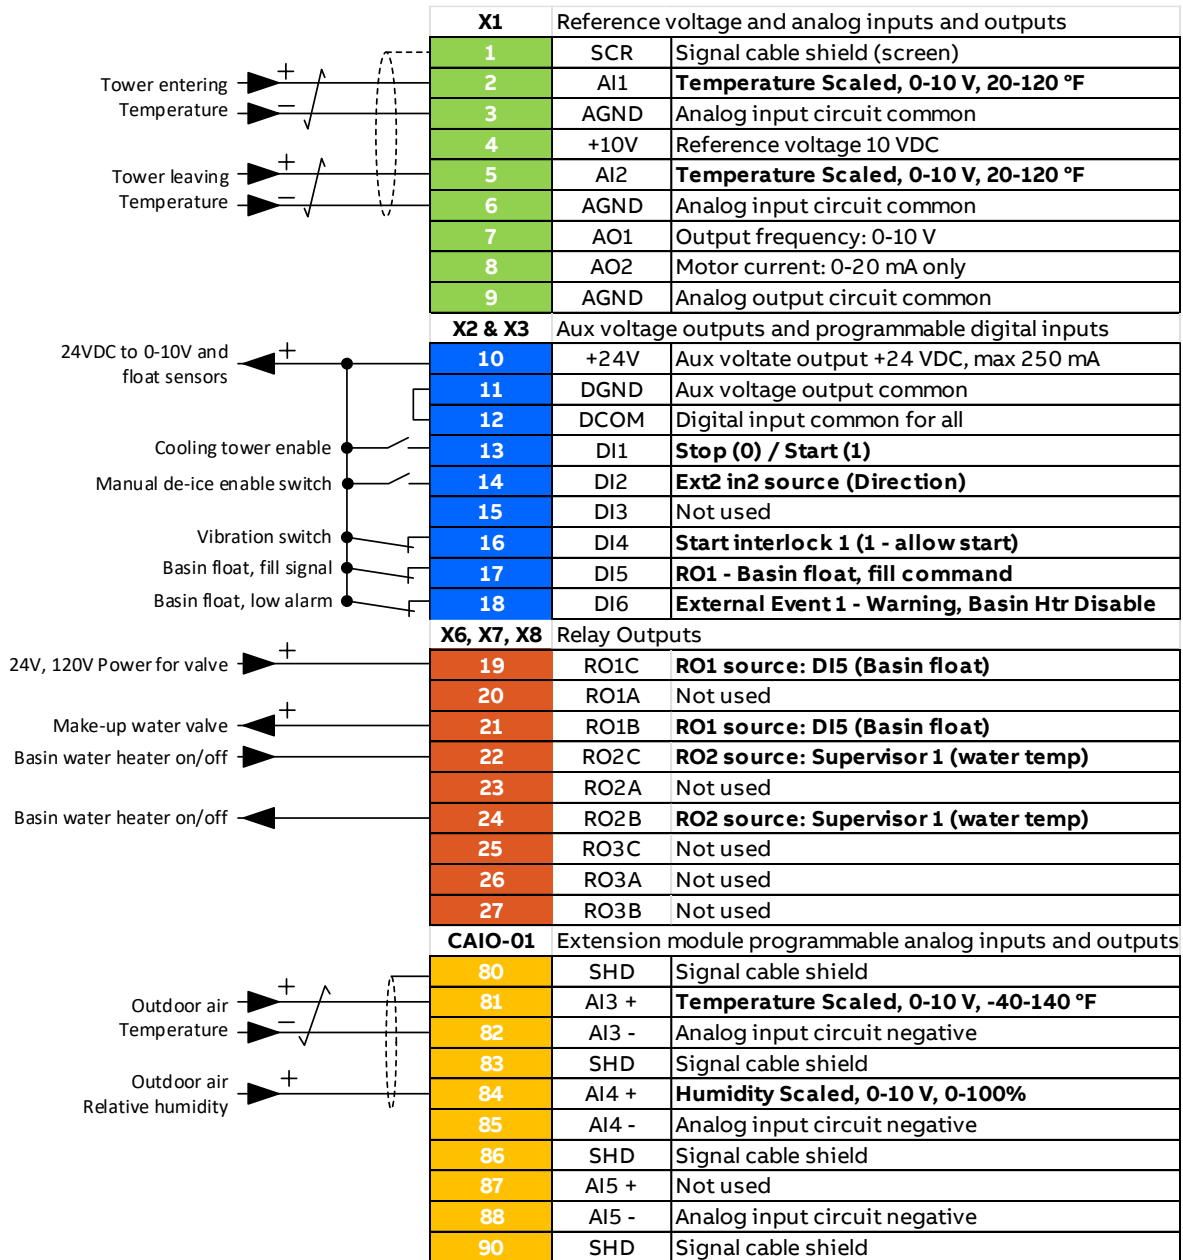 X1 Reference voltage and analog inputs and outputs
1 SCR Signal cable shield (screen)
Tower entering Temperature
+
2 AI1 Temperature Scaled, 0-10 V, 20-120 ºF
−
3 AGND Analog input circuit common
4 +10V Reference voltage 10 VDC
Tower leaving Temperature
+
5 AI2 Temperature Scaled, 0-10 V, 20-120 ºF
−
6 AGND Analog input circuit common
7 AO1 Output frequency: 0-10 V
8 AO2 Motor current: 0-20 mA only
9 AGND Analog output circuit common
X2 & X3 Aux voltage outputs and programmable digital inputs
24VDC to 0-10V and float sensors
+
10 +24V Aux voltate output +24 VDC, max 250 mA
11 DGND Aux voltage output common
12 DCOM Digital input common for all
Cooling tower enable 13 DI1 Stop (0) / Start (1)
Manual de-ice enable switch 14 DI2 Ext2 in2 source (Direction)
15 DI3 Not used
Vibration switch 16 DI4 Start interlock 1 (1 - allow start)
Basin float, fill signal 17 DI5 RO1 - Basin float, fill command
Basin float, low alarm 18 DI6 External Event 1 - Warning, Basin Htr Disable
X6, X7, X8 Relay Outputs
24V, 120V Power for valve + 19 RO1C RO1 source: DI5 (Basin float)
20 RO1A Not used
Make-up water valve + 21 RO1B RO1 source: DI5 (Basin float)
Basin water heater on/off 22 RO2C RO2 source: Supervisor 1 (water temp)
23 RO2A Not used
Basin water heater on/off 24 RO2B RO2 source: Supervisor 1 (water temp)
25 RO3C Not used
26 RO3A Not used
27 RO3B Not used
CAIO-01 Extension module programmable analog inputs and outputs
80 SHD Signal cable shield
Outdoor air Temperature
+
81 AI3 + Temperature Scaled, 0-10 V, -40-140 ºF
−
82 AI3 - Analog input circuit negative
83 SHD Signal cable shield
Outdoor air Relative humidity
+
84 AI4 + Humidity Scaled, 0-10 V, 0-100%
85 AI4 - Analog input circuit negative
86 SHD Signal cable shield
87 AI5 + Not used
88 AI5 - Analog input circuit negative
90 SHD Signal cable shield